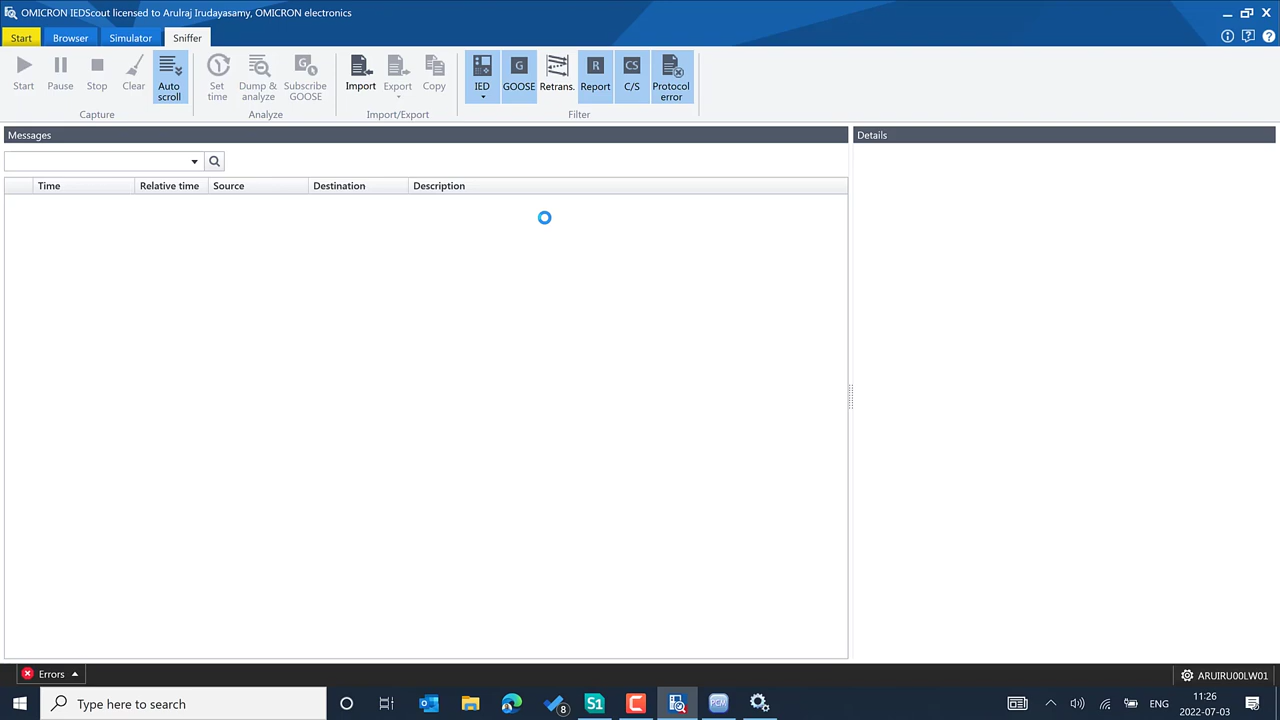 OMICRON IEDScout licensed to Arulraj Irudayasamy, OMICRON electronics
Start Browser Simulator Sniffer
Start Pause Stop Clear Auto scroll Set time Dump & analyze Subscribe GOOSE Import Export Copy IED GOOSE Retrans. Report C/S Protocol error
Capture Analyze Import/Export Filter
Messages Details
Time Relative time Source Destination Description
Errors ARUIRU00LW01
Type here to search 8 S1 PCM ENG 11:26
2022-07-03